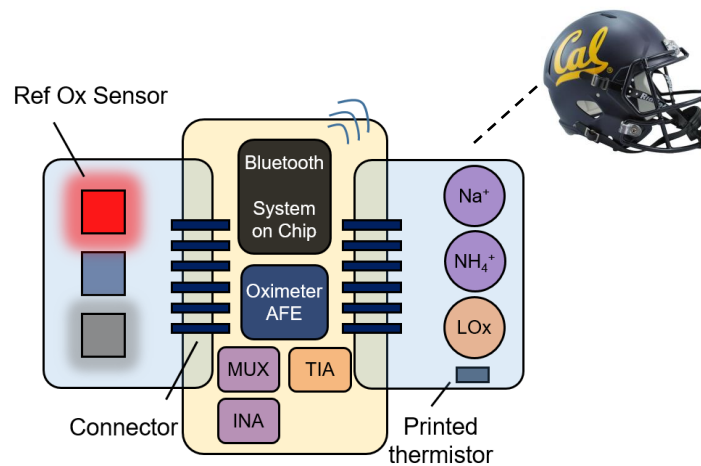 Cal
Ref Ox Sensor
Bluetooth
System
on Chip
Na⁺
NH₄⁺
Oximeter
AFE
LOx
MUX
TIA
INA
Connector
Printed
thermistor